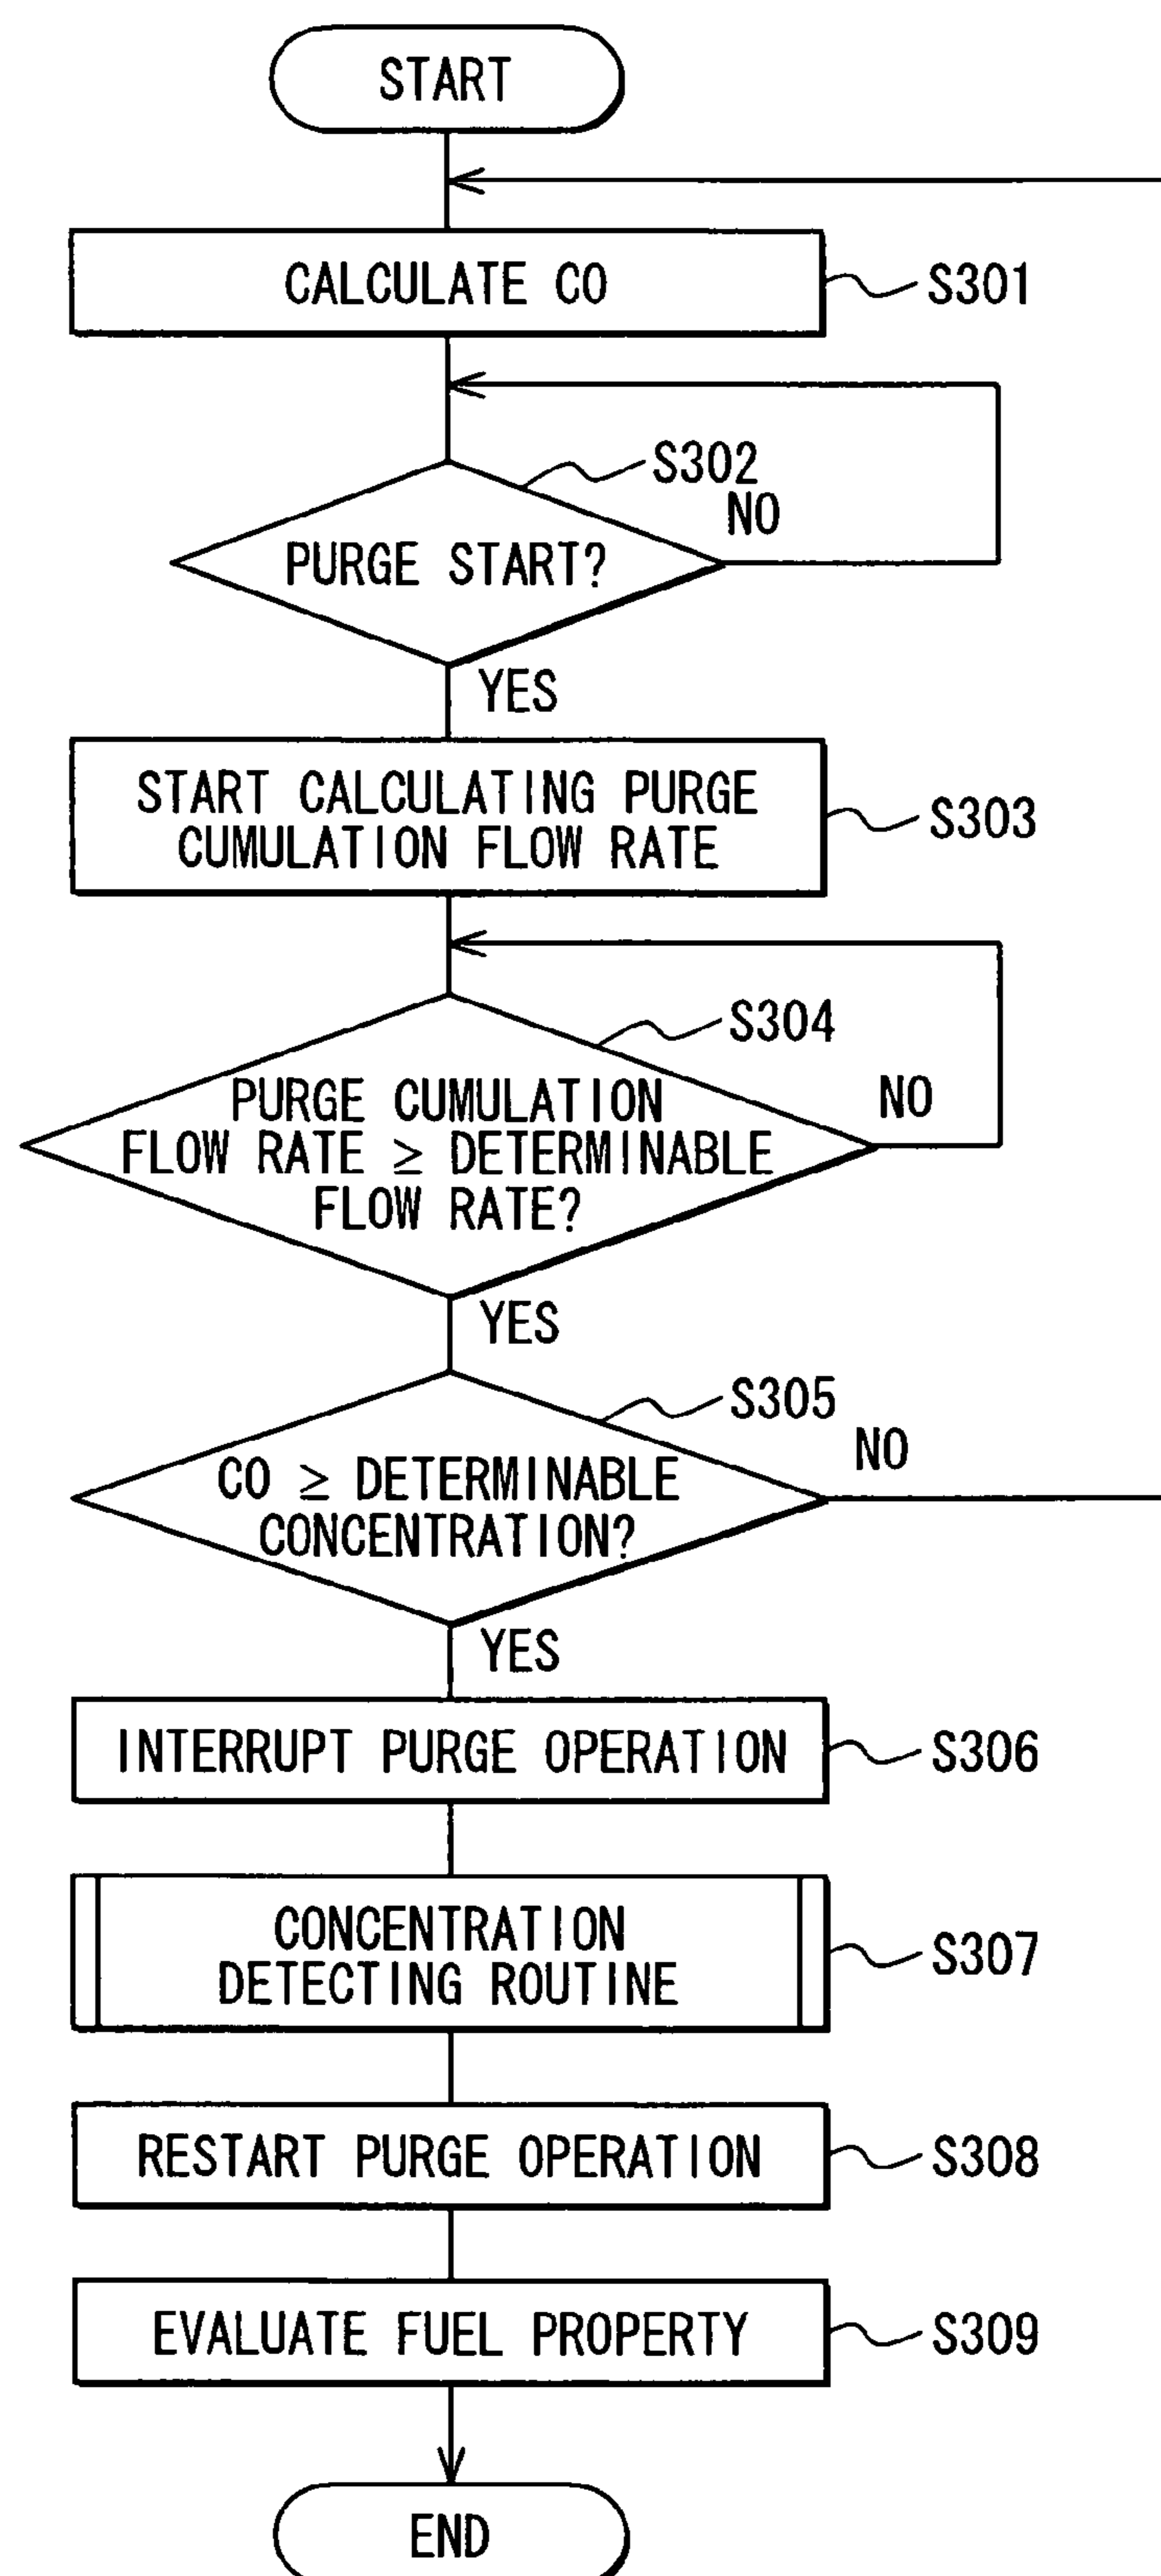 START
CALCULATE C0
S301
S302
NO
PURGE START?
YES
START CALCULATING PURGE
CUMULATION FLOW RATE
S303
S304
NO
PURGE CUMULATION
FLOW RATE ≥ DETERMINABLE
FLOW RATE?
YES
S305
NO
C0 ≥ DETERMINABLE
CONCENTRATION?
YES
INTERRUPT PURGE OPERATION
S306
CONCENTRATION
DETECTING ROUTINE
S307
RESTART PURGE OPERATION
S308
EVALUATE FUEL PROPERTY
S309
END